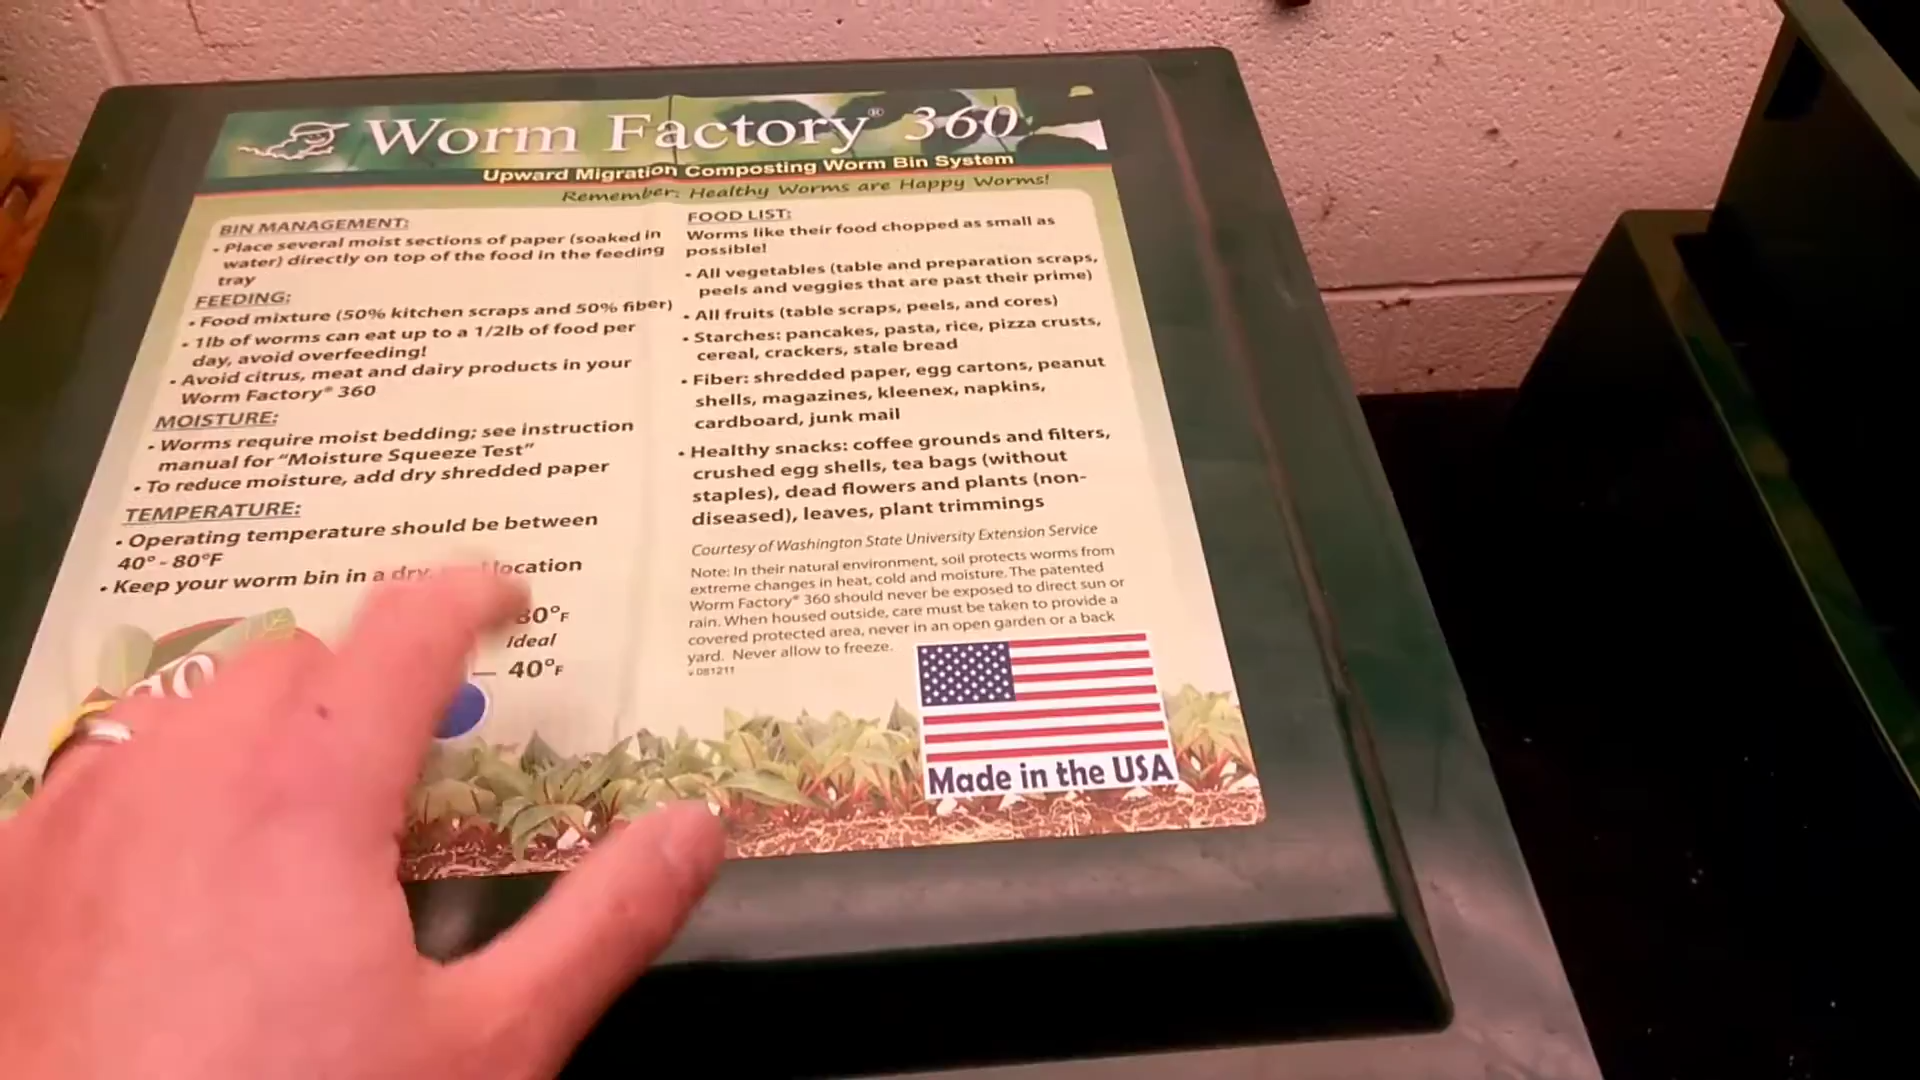 Worm Factory® 360
Upward Migration Composting Worm Bin System
Remember: Healthy Worms are Happy Worms!
BIN MANAGEMENT:
• Place several moist sections of paper (soaked in
water) directly on top of the food in the feeding
tray
FEEDING:
• Food mixture (50% kitchen scraps and 50% fiber)
• 1lb of worms can eat up to a 1/2lb of food per
day, avoid overfeeding!
• Avoid citrus, meat and dairy products in your
Worm Factory® 360
MOISTURE:
• Worms require moist bedding; see instruction
manual for "Moisture Squeeze Test"
• To reduce moisture, add dry shredded paper
TEMPERATURE:
• Operating temperature should be between
40° - 80°F
• Keep your worm bin in a dry, location
80°F
Ideal
40°F
FOOD LIST:
Worms like their food chopped as small as
possible!
• All vegetables (table and preparation scraps,
peels and veggies that are past their prime)
• All fruits (table scraps, peels, and cores)
• Starches: pancakes, pasta, rice, pizza crusts,
cereal, crackers, stale bread
• Fiber: shredded paper, egg cartons, peanut
shells, magazines, kleenex, napkins,
cardboard, junk mail
• Healthy snacks: coffee grounds and filters,
crushed egg shells, tea bags (without
staples), dead flowers and plants (non-
diseased), leaves, plant trimmings
Courtesy of Washington State University Extension Service
Note: In their natural environment, soil protects worms from
extreme changes in heat, cold and moisture. The patented
Worm Factory® 360 should never be exposed to direct sun or
rain. When housed outside, care must be taken to provide a
covered protected area, never in an open garden or a back
yard. Never allow to freeze.
v.081211
Made in the USA